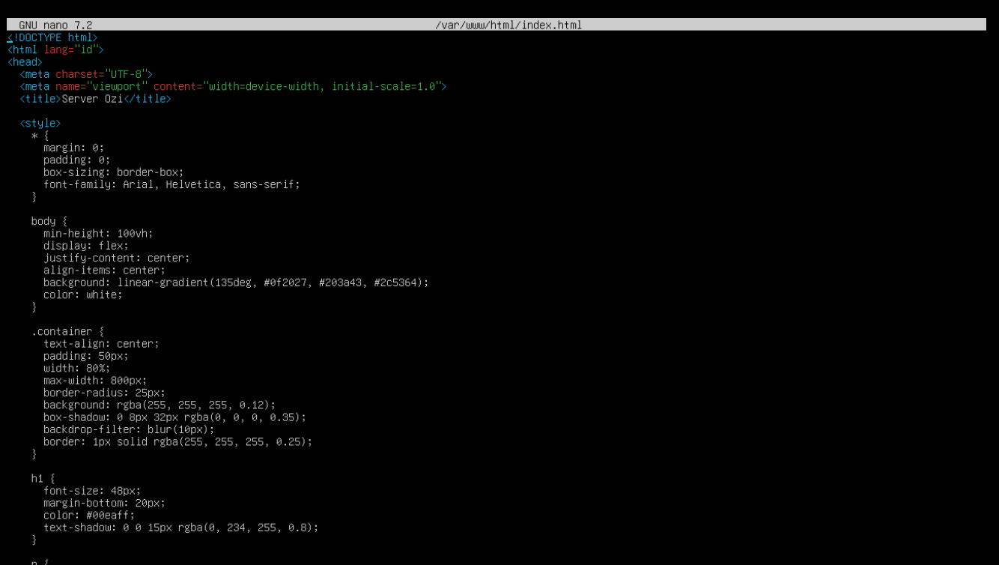 GNU nano 7.2 /var/www/html/index.html
<!DOCTYPE html>
<html lang="id">
<head>
  <meta charset="UTF-8">
  <meta name="viewport" content="width=device-width, initial-scale=1.0">
  <title>Server Ozi</title>

  <style>
    * {
      margin: 0;
      padding: 0;
      box-sizing: border-box;
      font-family: Arial, Helvetica, sans-serif;
    }

    body {
      min-height: 100vh;
      display: flex;
      justify-content: center;
      align-items: center;
      background: linear-gradient(135deg, #0f2027, #203a43, #2c5364);
      color: white;
    }

    .container {
      text-align: center;
      padding: 50px;
      width: 80%;
      max-width: 800px;
      border-radius: 25px;
      background: rgba(255, 255, 255, 0.12);
      box-shadow: 0 8px 32px rgba(0, 0, 0, 0.35);
      backdrop-filter: blur(10px);
      border: 1px solid rgba(255, 255, 255, 0.25);
    }

    h1 {
      font-size: 48px;
      margin-bottom: 20px;
      color: #00eaff;
      text-shadow: 0 0 15px rgba(0, 234, 255, 0.8);
    }

    p {